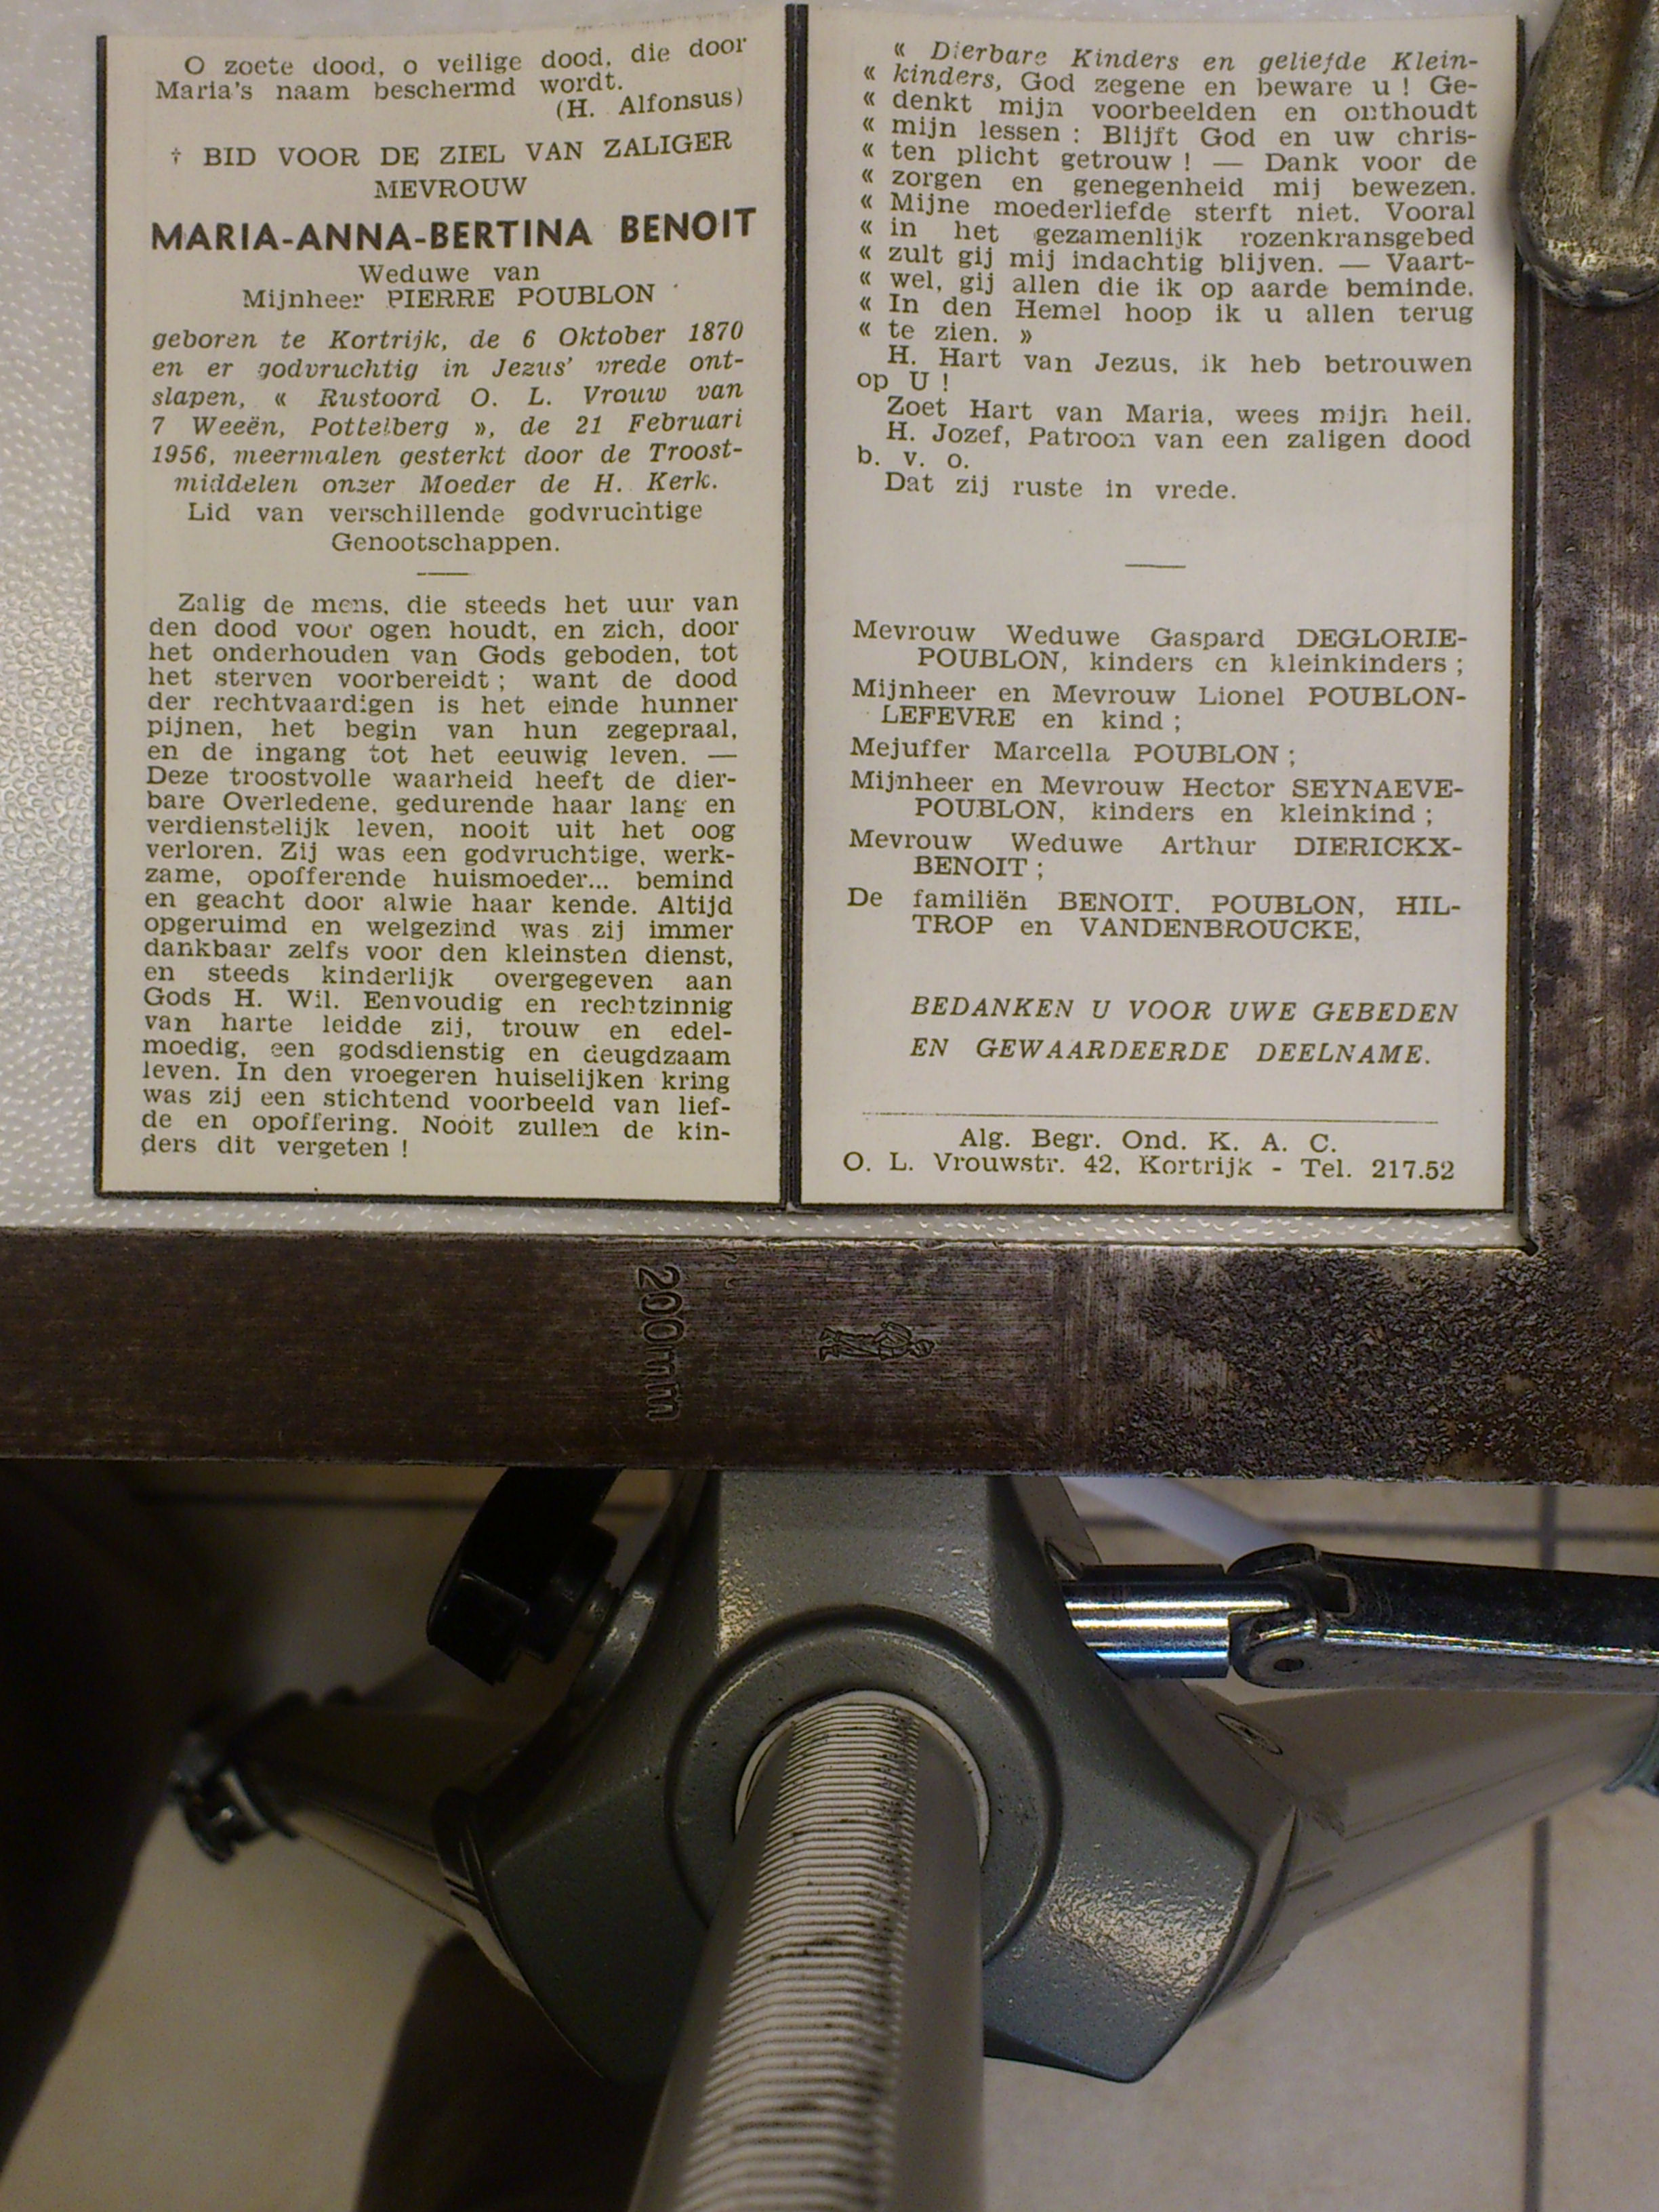 O zoete dood, o veilige dood, die door
Maria's naam beschermd wordt.
(H. Alfonsus)
† BID VOOR DE ZIEL VAN ZALIGER
MEVROUW
MARIA-ANNA-BERTINA BENOIT
Weduwe van
Mijnheer PIERRE POUBLON
geboren te Kortrijk, de 6 Oktober 1870
en er godvruchtig in Jezus' vrede ont-
slapen, « Rustoord O. L. Vrouw van
7 Weeën, Pottelberg », de 21 Februari
1956, meermalen gesterkt door de Troost-
middelen onzer Moeder de H. Kerk.
Lid van verschillende godvruchtige
Genootschappen.
Zalig de mens, die steeds het uur van
den dood voor ogen houdt, en zich, door
het onderhouden van Gods geboden, tot
het sterven voorbereidt ; want de dood
der rechtvaardigen is het einde hunner
pijnen, het begin van hun zegepraal,
en de ingang tot het eeuwig leven. —
Deze troostvolle waarheid heeft de dier-
bare Overledene, gedurende haar lang en
verdienstelijk leven, nooit uit het oog
verloren. Zij was een godvruchtige, werk-
zame, opofferende huismoeder... bemind
en geacht door alwie haar kende. Altijd
opgeruimd en welgezind was zij immer
dankbaar zelfs voor den kleinsten dienst,
en steeds kinderlijk overgegeven aan
Gods H. Wil. Eenvoudig en rechtzinnig
van harte leidde zij, trouw en edel-
moedig, een godsdienstig en deugdzaam
leven. In den vroegeren huiselijken kring
was zij een stichtend voorbeeld van lief-
de en opoffering. Nooit zullen de kin-
ders dit vergeten !
« Dierbare Kinders en geliefde Klein-
« kinders, God zegene en beware u ! Ge-
« denkt mijn voorbeelden en onthoudt
« mijn lessen : Blijft God en uw chris-
« ten plicht getrouw ! — Dank voor de
« zorgen en genegenheid mij bewezen.
« Mijne moederliefde sterft niet. Vooral
« in het gezamenlijk rozenkransgebed
« zult gij mij indachtig blijven. — Vaart-
« wel, gij allen die ik op aarde beminde.
« In den Hemel hoop ik u allen terug
« te zien. »
H. Hart van Jezus, ik heb betrouwen
op U !
Zoet Hart van Maria, wees mijn heil.
H. Jozef, Patroon van een zaligen dood
b. v. o.
Dat zij ruste in vrede.
Mevrouw Weduwe Gaspard DEGLORIE-
POUBLON, kinders en kleinkinders ;
Mijnheer en Mevrouw Lionel POUBLON-
LEFEVRE en kind ;
Mejuffer Marcella POUBLON ;
Mijnheer en Mevrouw Hector SEYNAEVE-
POUBLON, kinders en kleinkind ;
Mevrouw Weduwe Arthur DIERICKX-
BENOIT ;
De familiën BENOIT, POUBLON, HIL-
TROP en VANDENBROUCKE,
BEDANKEN U VOOR UWE GEBEDEN
EN GEWAARDEERDE DEELNAME.
Alg. Begr. Ond. K. A. C.
O. L. Vrouwstr. 42, Kortrijk - Tel. 217.52
200mm